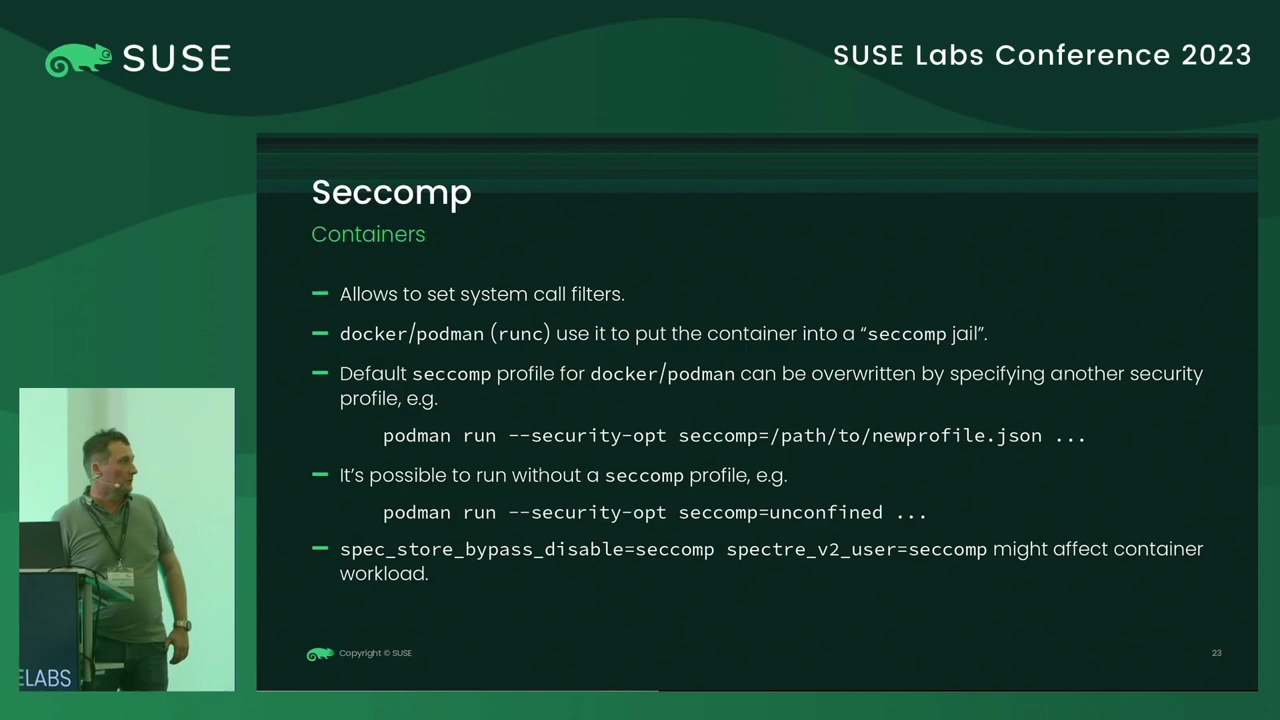 SUSE
SUSE Labs Conference 2023
Seccomp
Containers
Allows to set system call filters.
docker/podman (runc) use it to put the container into a “seccomp jail”.
Default seccomp profile for docker/podman can be overwritten by specifying another security
profile, e.g.
podman run --security-opt seccomp=/path/to/newprofile.json ...
It’s possible to run without a seccomp profile, e.g.
podman run --security-opt seccomp=unconfined ...
spec_store_bypass_disable=seccomp spectre_v2_user=seccomp might affect container
workload.
ELABS
Copyright © SUSE
23